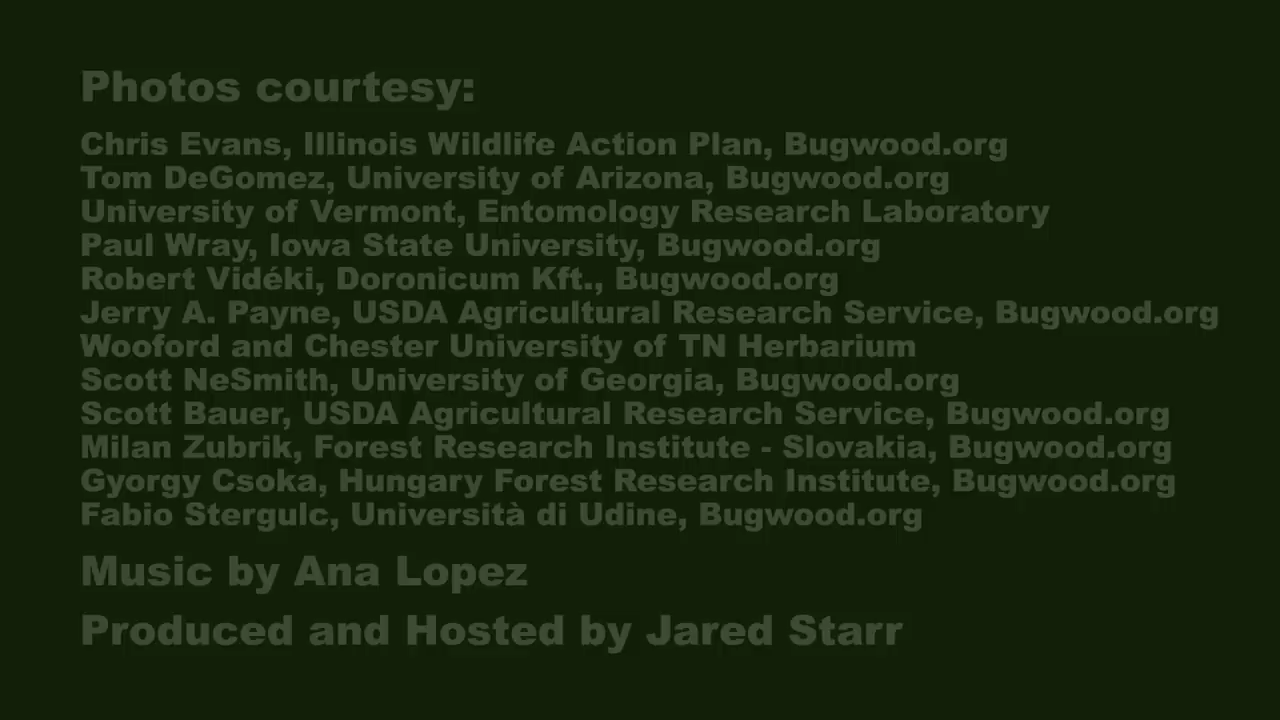 Photos courtesy:
Chris Evans, Illinois Wildlife Action Plan, Bugwood.org
Tom DeGomez, University of Arizona, Bugwood.org
University of Vermont, Entomology Research Laboratory
Paul Wray, Iowa State University, Bugwood.org
Robert Vidéki, Doronicum Kft., Bugwood.org
Jerry A. Payne, USDA Agricultural Research Service, Bugwood.org
Wooford and Chester University of TN Herbarium
Scott NeSmith, University of Georgia, Bugwood.org
Scott Bauer, USDA Agricultural Research Service, Bugwood.org
Milan Zubrik, Forest Research Institute - Slovakia, Bugwood.org
Gyorgy Csoka, Hungary Forest Research Institute, Bugwood.org
Fabio Stergulc, Università di Udine, Bugwood.org
Music by Ana Lopez
Produced and Hosted by Jared Starr